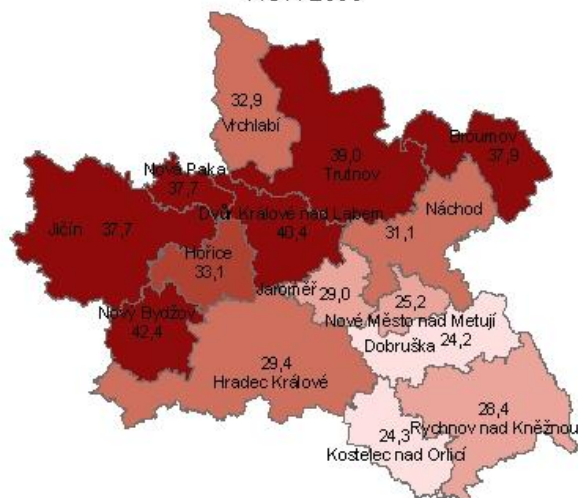 32,9
Vrchlabí
39,0
Trutnov
Broumov
37,9
Nová Paka
37,7
Dvůr Králové nad Labem
40,4
Náchod
31,1
Jičín 37,7
Hořice
33,1
Jaroměř
29,0
25,2
Nové Město nad Metují
Nový Bydžov
42,4
Dobruška 24,2
29,4
Hradec Králové
28,4
Rychnov nad Kněžnou
24,3
Kostelec nad Orlicí